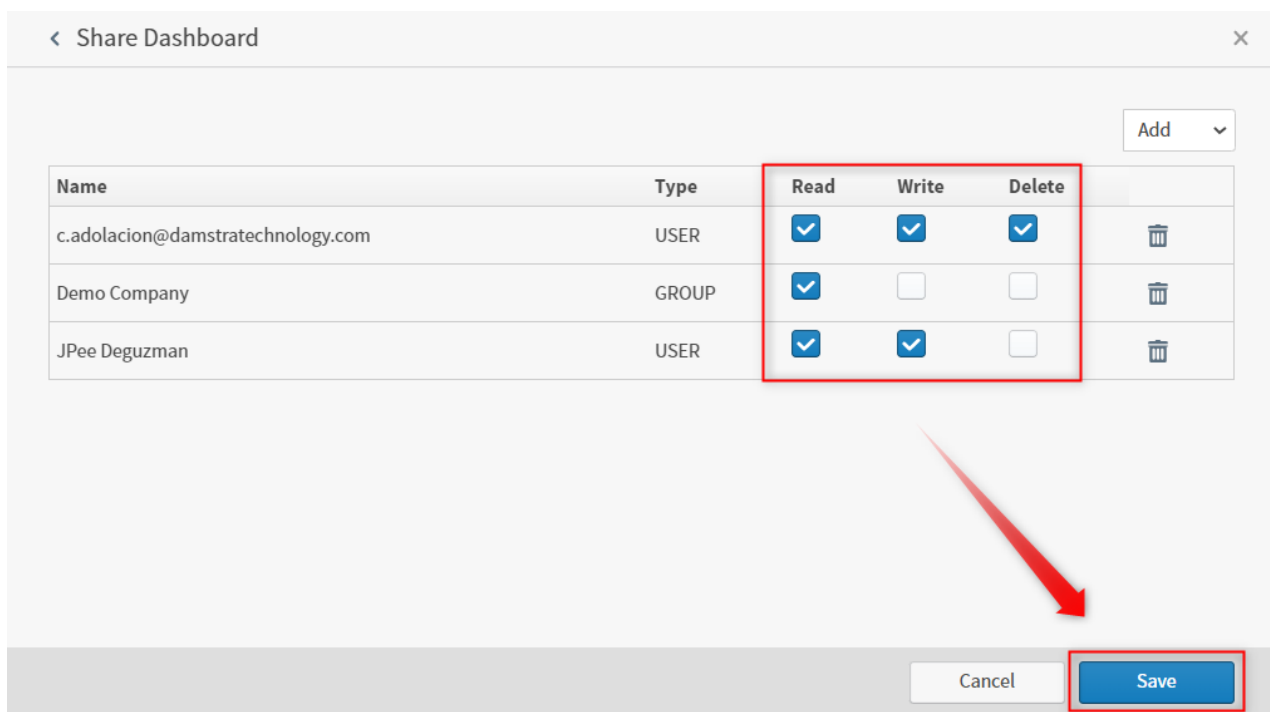 Share Dashboard
Add
Name Type Read Write Delete
c.adolacion@damstratechnology.com USER
Demo Company GROUP
JPee Deguzman USER
Cancel Save